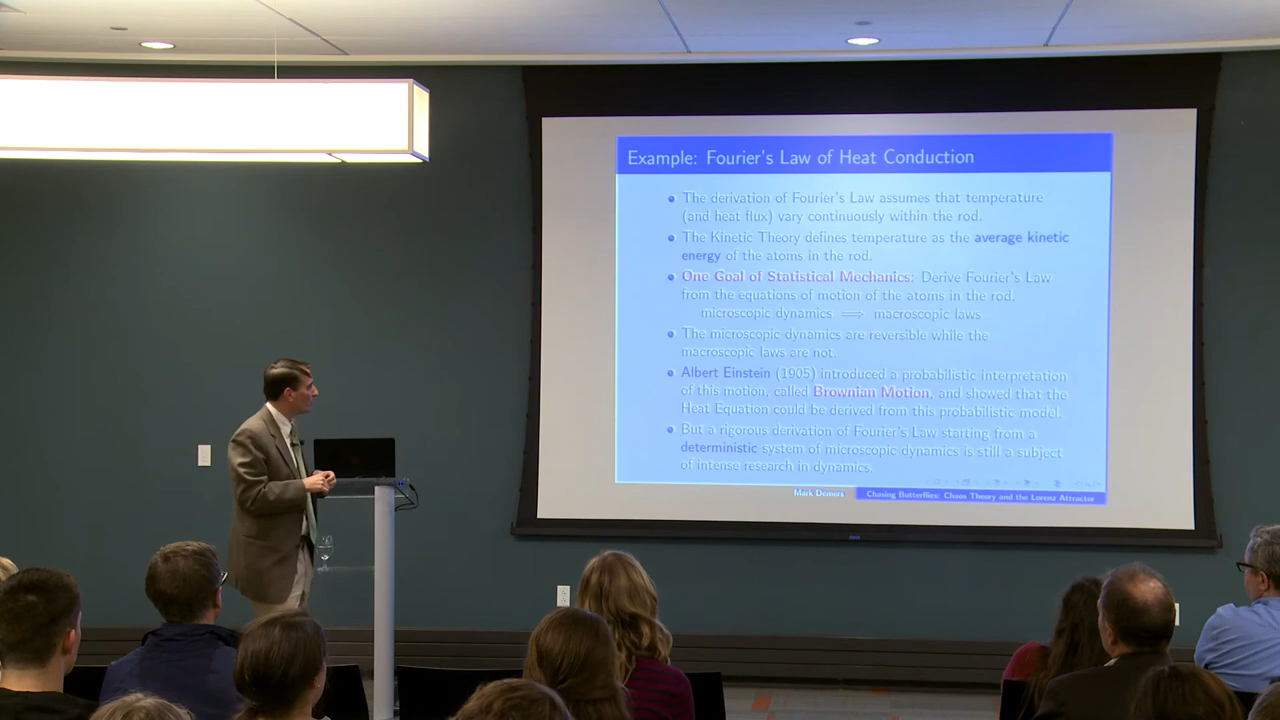 Example: Fourier's Law of Heat Conduction
The derivation of Fourier's Law assumes that temperature
(and heat flux) vary continuously within the rod.
The Kinetic Theory defines temperature as the average kinetic
energy of the atoms in the rod.
One Goal of Statistical Mechanics: Derive Fourier's Law
from the equations of motion of the atoms in the rod.
microscopic dynamics ⟹ macroscopic laws
The microscopic dynamics are reversible while the
macroscopic laws are not.
Albert Einstein (1905) introduced a probabilistic interpretation
of this motion, called Brownian Motion, and showed that the
Heat Equation could be derived from this probabilistic model.
But a rigorous derivation of Fourier's Law starting from a
deterministic system of microscopic dynamics is still a subject
of intense research in dynamics.
Mark Demers Chasing Butterflies: Chaos Theory and the Lorenz Attractor